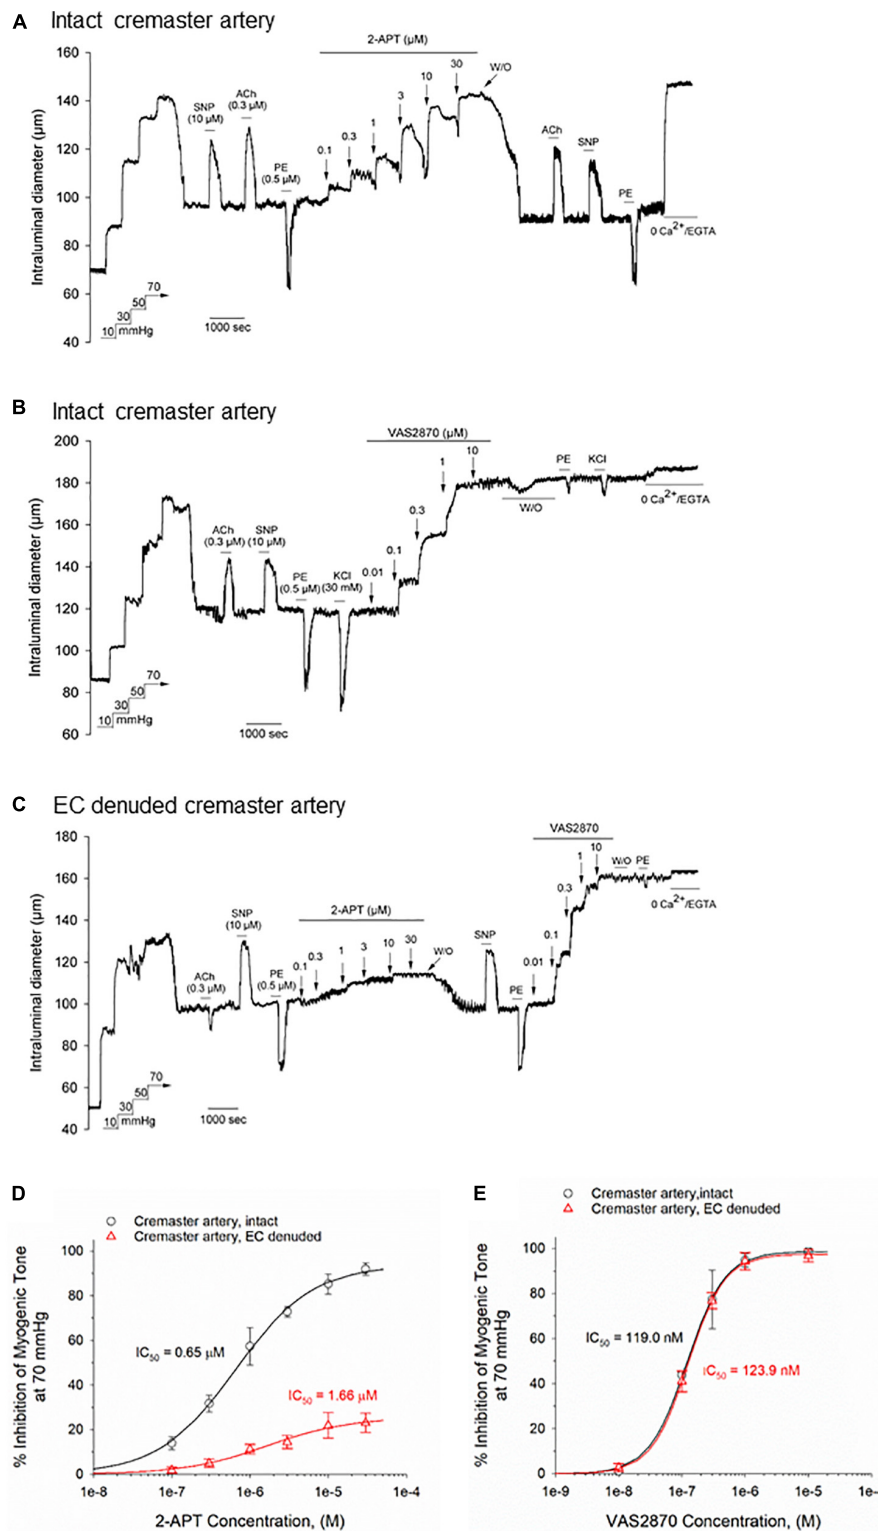 A Intact cremaster artery
2-APT (µM)
160
140
120
100
80
60
40
Intraluminal diameter (µm)
SNP
(10 µM)
ACh
(0.3 µM)
PE
(0.5 µM)
0.1
0.3
1
3
10
30
W/O
ACh
SNP
PE
0 Ca2+/EGTA
10
30
50
70
mmHg
1000 sec
B Intact cremaster artery
VAS2870 (µM)
200
180
160
140
120
100
80
60
Intraluminal diameter (µm)
ACh
(0.3 µM)
SNP
(10 µM)
PE
(0.5 µM)
KCl
(30 mM)
0.01
0.1
0.3
1
10
W/O
PE
KCl
0 Ca2+/EGTA
10
30
50
70
mmHg
1000 sec
C EC denuded cremaster artery
180
160
140
120
100
80
60
40
Intraluminal diameter (µm)
ACh
(0.3 µM)
SNP
(10 µM)
PE
(0.5 µM)
2-APT (µM)
0.1
0.3
1
3
10
30
W/O
SNP
PE
VAS2870
0.01
0.1
0.3
1
10
W/O
PE
0 Ca2+/EGTA
10
30
50
70
mmHg
1000 sec
D
Cremaster artery, intact
Cremaster artery, EC denuded
% Inhibition of Myogenic Tone
at 70 mmHg
100
80
60
40
20
0
IC50 = 0.65 µM
IC50 = 1.66 µM
1e-8 1e-7 1e-6 1e-5 1e-4
2-APT Concentration, (M)
E
Cremaster artery,intact
Cremaster artery, EC denuded
% Inhibition of Myogenic Tone
at 70 mmHg
100
80
60
40
20
0
IC50 = 119.0 nM
IC50 = 123.9 nM
1e-9 1e-8 1e-7 1e-6 1e-5 1e-
VAS2870 Concentration, (M)